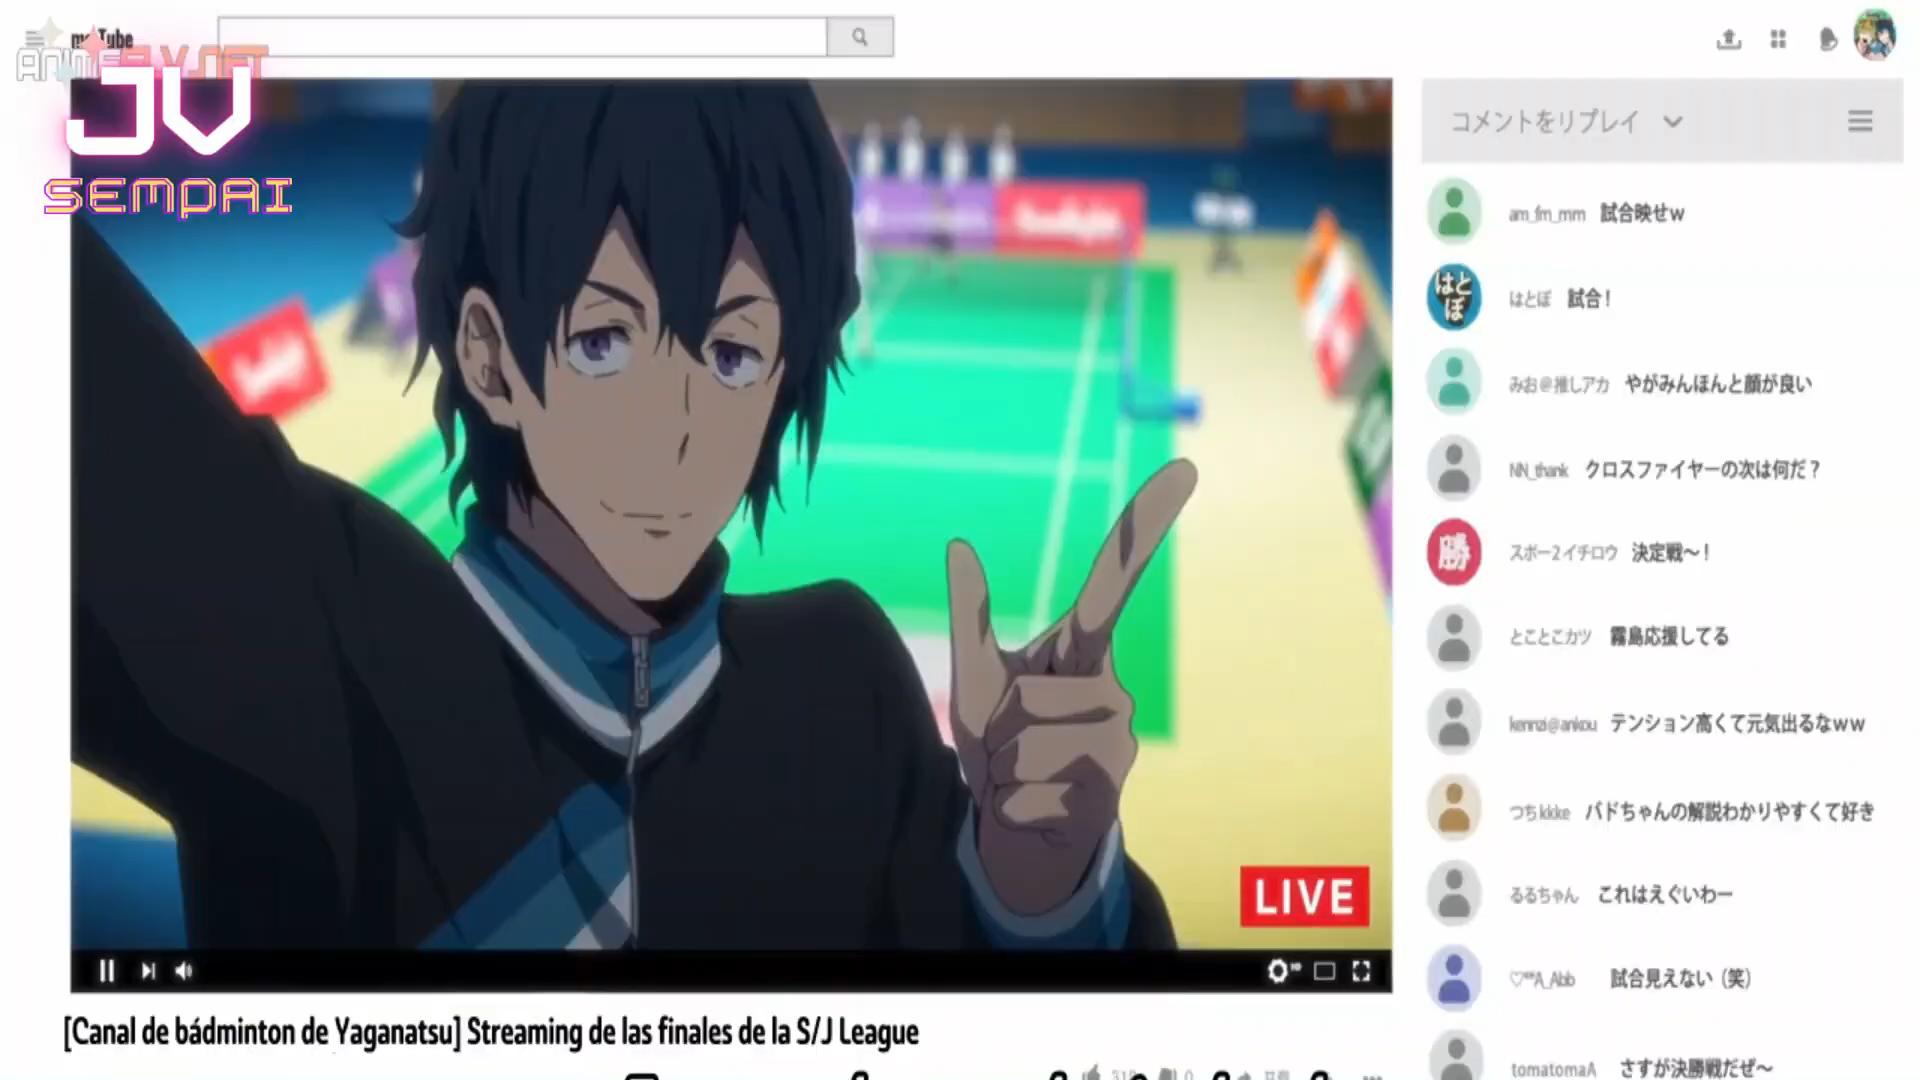 meTube
ANIMEFLV.NET
JV
SEMPAI
コメントをリプレイ
am_fm_mm 試合映せw
はとぼ
はとぼ 試合！
みお@推しアカ やがみんほんと顔が良い
NN_thank クロスファイヤーの次は何だ？
勝
スポー2イチロウ 決定戦～！
とことこカツ 霧島応援してる
kennzi@ankou テンション高くて元気出るなww
つちkkke バドちゃんの解説わかりやすくて好き
るるちゃん これはえぐいわー
A_Abb 試合見えない（笑）
tomatomaA さすが決勝戦だぜ～
LIVE
[Canal de bádminton de Yaganatsu] Streaming de las finales de la S/J League